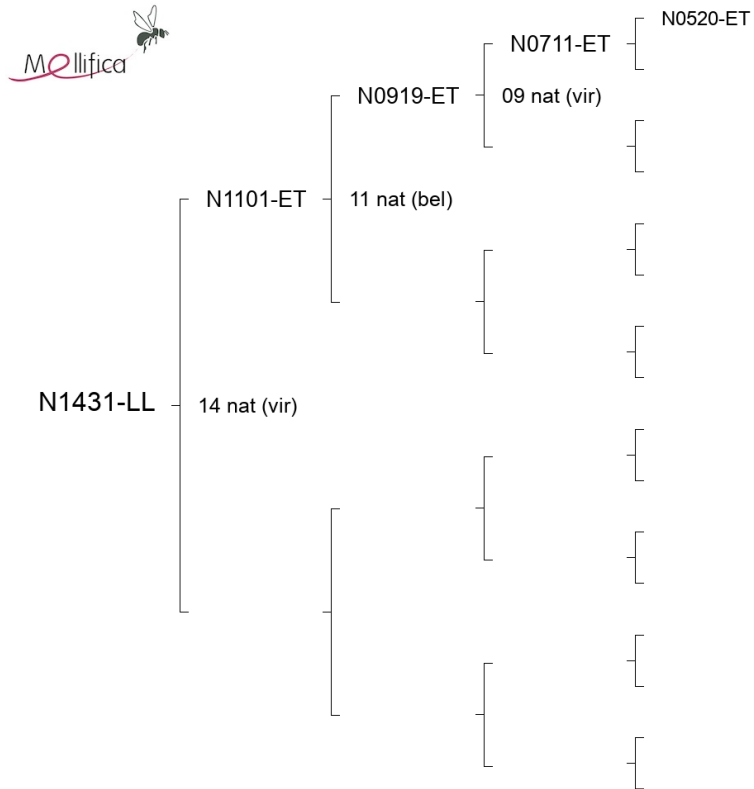 Mellifica
N0520-ET
N0711-ET
N0919-ET
09 nat (vir)
N1101-ET
11 nat (bel)
N1431-LL
14 nat (vir)